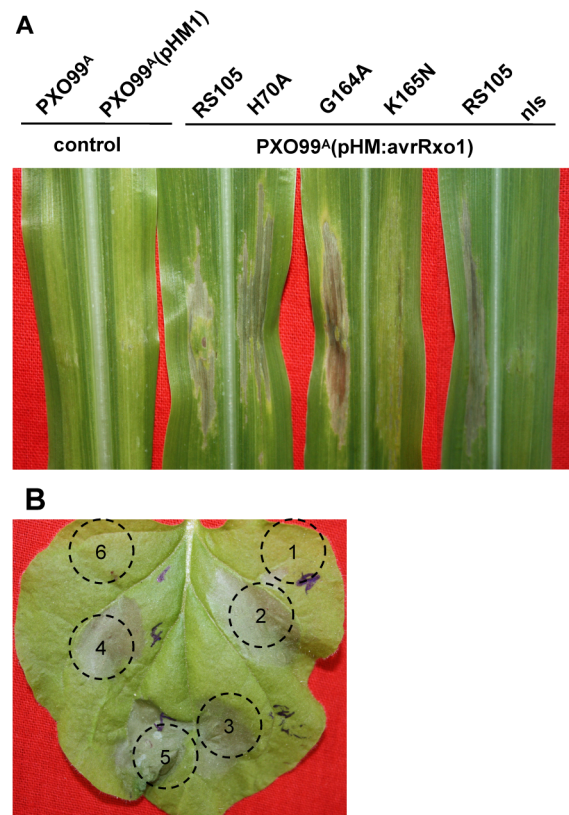 A
PXO99ᴬ PXO99ᴬ(pHM1) RS105 H70A G164A K165N RS105 nls
control PXO99ᴬ(pHM:avrRxo1)
B
6 1
2
4
3
5